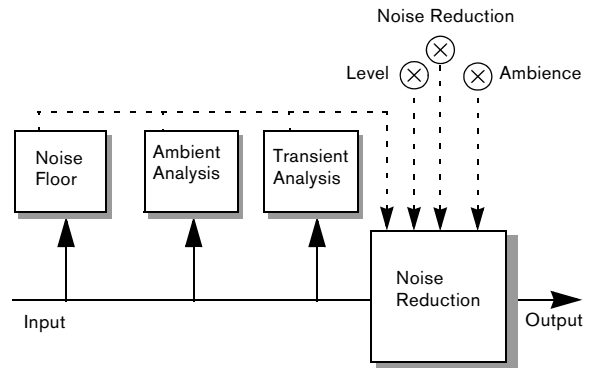 Noise Reduction
Level
Ambience
Noise
Floor
Ambient
Analysis
Transient
Analysis
Noise
Reduction
Input
Output